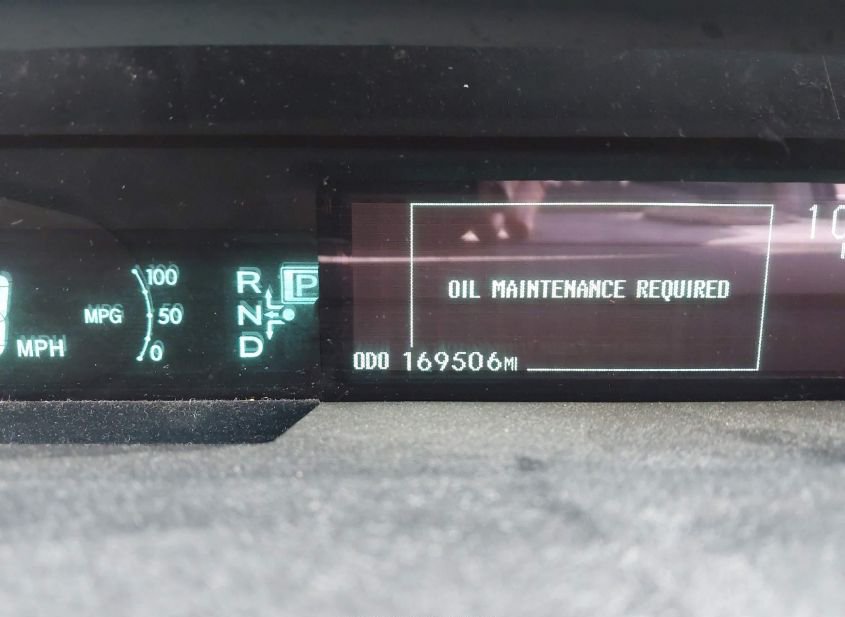 100
MPG
50
0
MPH
R
P
N
D
OIL MAINTENANCE REQUIRED
ODO 169506MI